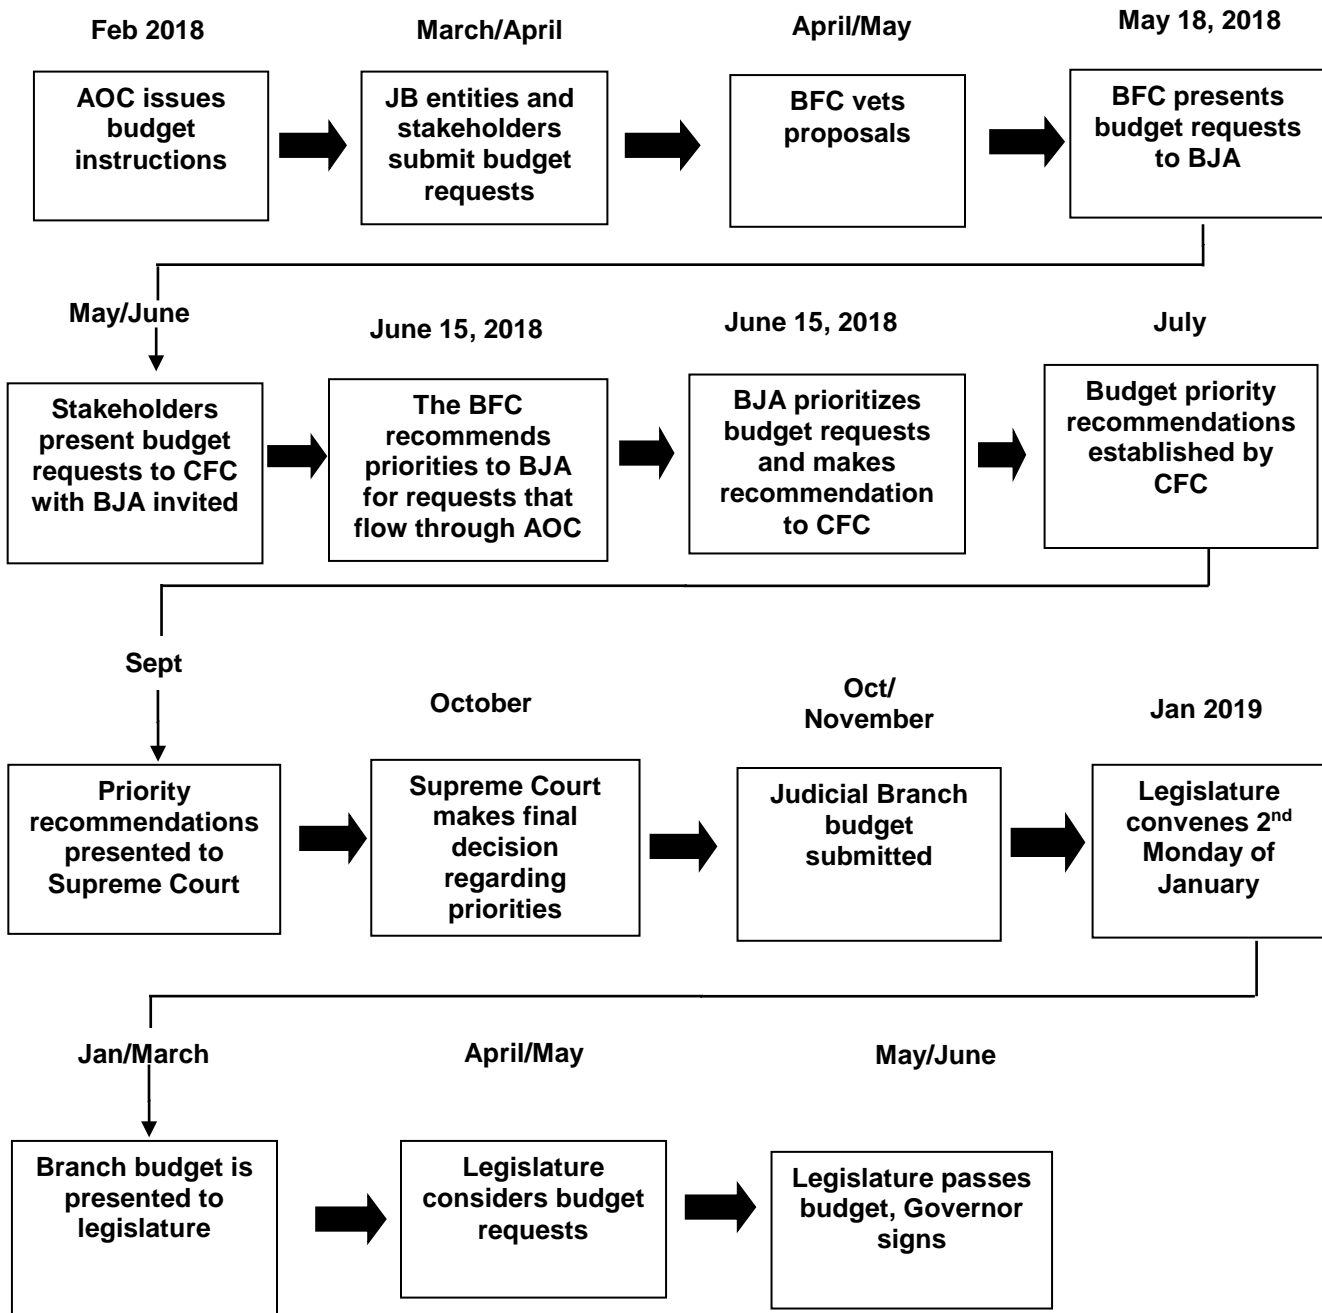 Feb 2018
March/April
April/May
May 18, 2018
AOC issues
budget
instructions
JB entities and
stakeholders
submit budget
requests
BFC vets
proposals
BFC presents
budget requests
to BJA
May/June
June 15, 2018
June 15, 2018
July
Stakeholders
present budget
requests to CFC
with BJA invited
The BFC
recommends
priorities to BJA
for requests that
flow through AOC
BJA prioritizes
budget requests
and makes
recommendation
to CFC
Budget priority
recommendations
established by
CFC
Sept
October
Oct/
November
Jan 2019
Priority
recommendations
presented to
Supreme Court
Supreme Court
makes final
decision
regarding
priorities
Judicial Branch
budget
submitted
Legislature
convenes 2nd
Monday of
January
Jan/March
April/May
May/June
Branch budget is
presented to
legislature
Legislature
considers budget
requests
Legislature passes
budget, Governor
signs